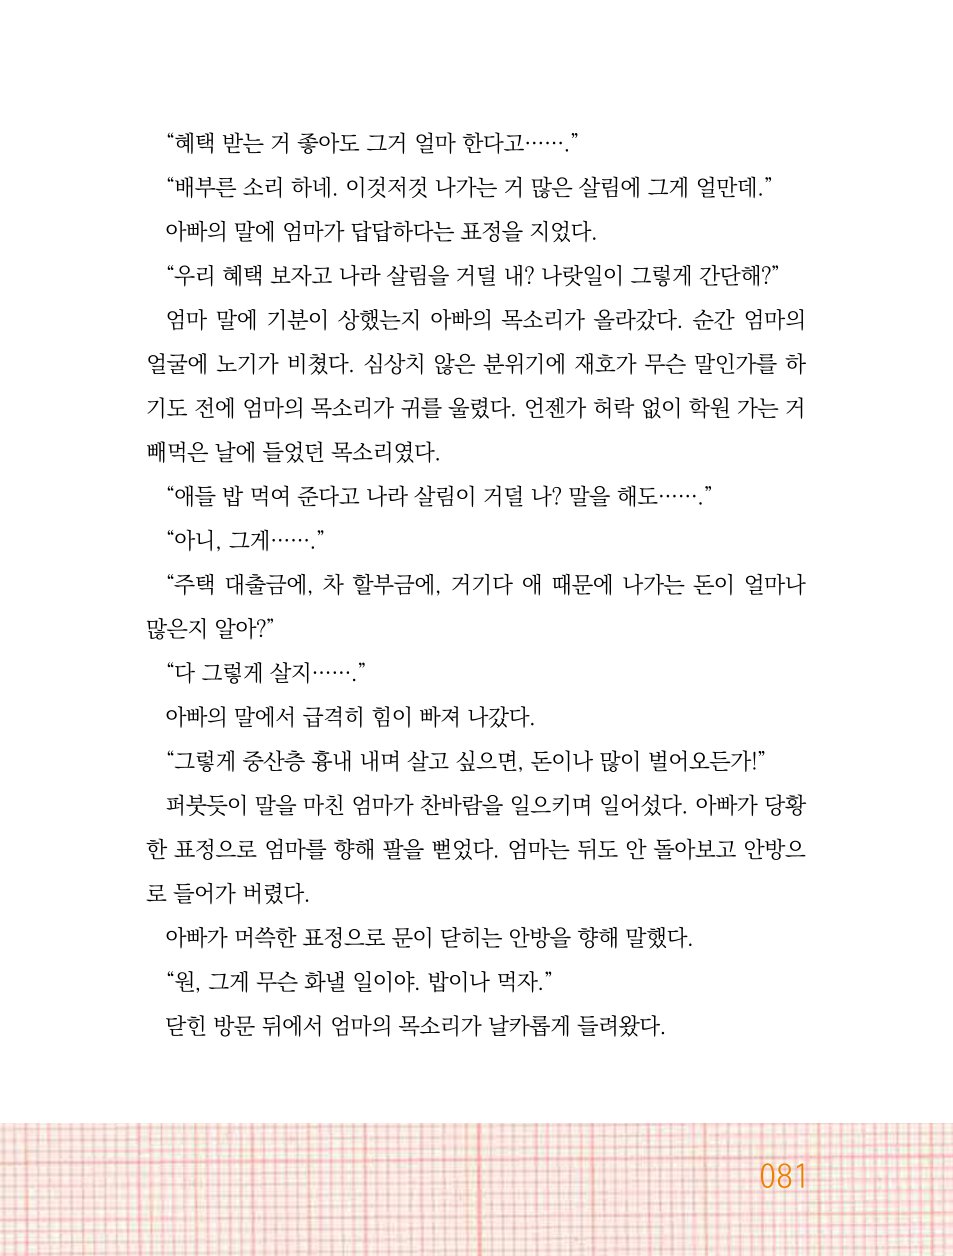 “혜택 받는 거 좋아도 그거 얼마 한다고…….”
“배부른 소리 하네. 이것저것 나가는 거 많은 살림에 그게 얼만데.”
아빠의 말에 엄마가 답답하다는 표정을 지었다.
“우리 혜택 보자고 나라 살림을 거덜 내? 나랏일이 그렇게 간단해?”
엄마 말에 기분이 상했는지 아빠의 목소리가 올라갔다. 순간 엄마의
얼굴에 노기가 비쳤다. 심상치 않은 분위기에 재호가 무슨 말인가를 하
기도 전에 엄마의 목소리가 귀를 울렸다. 언젠가 허락 없이 학원 가는 거
빼먹은 날에 들었던 목소리였다.
“애들 밥 먹여 준다고 나라 살림이 거덜 나? 말을 해도…….”
“아니, 그게…….”
“주택 대출금에, 차 할부금에, 거기다 애 때문에 나가는 돈이 얼마나
많은지 알아?”
“다 그렇게 살지…….”
아빠의 말에서 급격히 힘이 빠져 나갔다.
“그렇게 중산층 흉내 내며 살고 싶으면, 돈이나 많이 벌어오든가!”
퍼붓듯이 말을 마친 엄마가 찬바람을 일으키며 일어섰다. 아빠가 당황
한 표정으로 엄마를 향해 팔을 뻗었다. 엄마는 뒤도 안 돌아보고 안방으
로 들어가 버렸다.
아빠가 머쓱한 표정으로 문이 닫히는 안방을 향해 말했다.
“원, 그게 무슨 화낼 일이야. 밥이나 먹자.”
닫힌 방문 뒤에서 엄마의 목소리가 날카롭게 들려왔다.
081